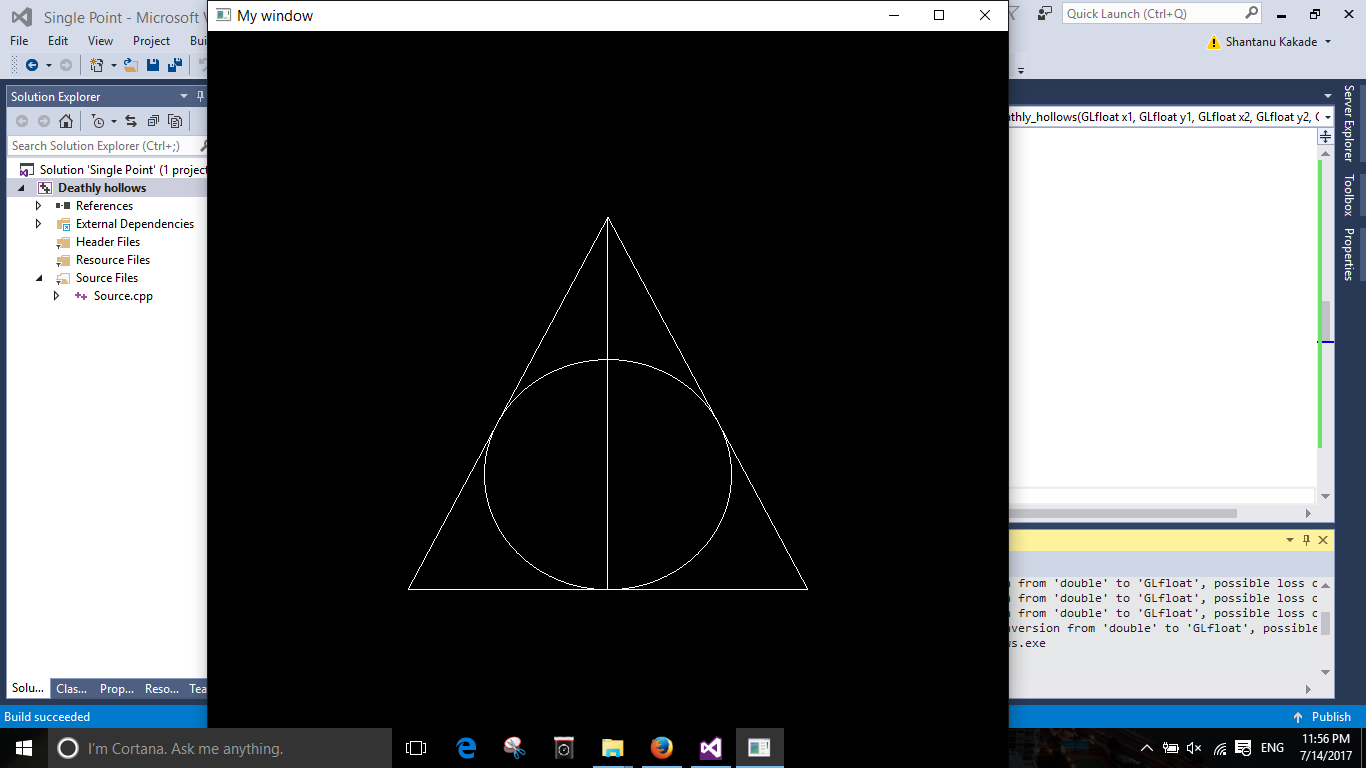 Single Point - Microsoft V
My window
Quick Launch (Ctrl+Q)
File Edit View Project Bui
Shantanu Kakade
Solution Explorer
Search Solution Explorer (Ctrl+;)
Solution 'Single Point' (1 project
Deathly hollows
References
External Dependencies
Header Files
Resource Files
Source Files
Source.cpp
athly_hollows(GLfloat x1, GLfloat y1, GLfloat x2, GLfloat y2, G
Server Explorer
Toolbox
Properties
n from 'double' to 'GLfloat', possible loss o
n from 'double' to 'GLfloat', possible loss o
n from 'double' to 'GLfloat', possible loss o
nversion from 'double' to 'GLfloat', possible
ws.exe
Solu... Clas... Prop... Reso... Tea
Build succeeded
Publish
I'm Cortana. Ask me anything.
ENG
11:56 PM
7/14/2017